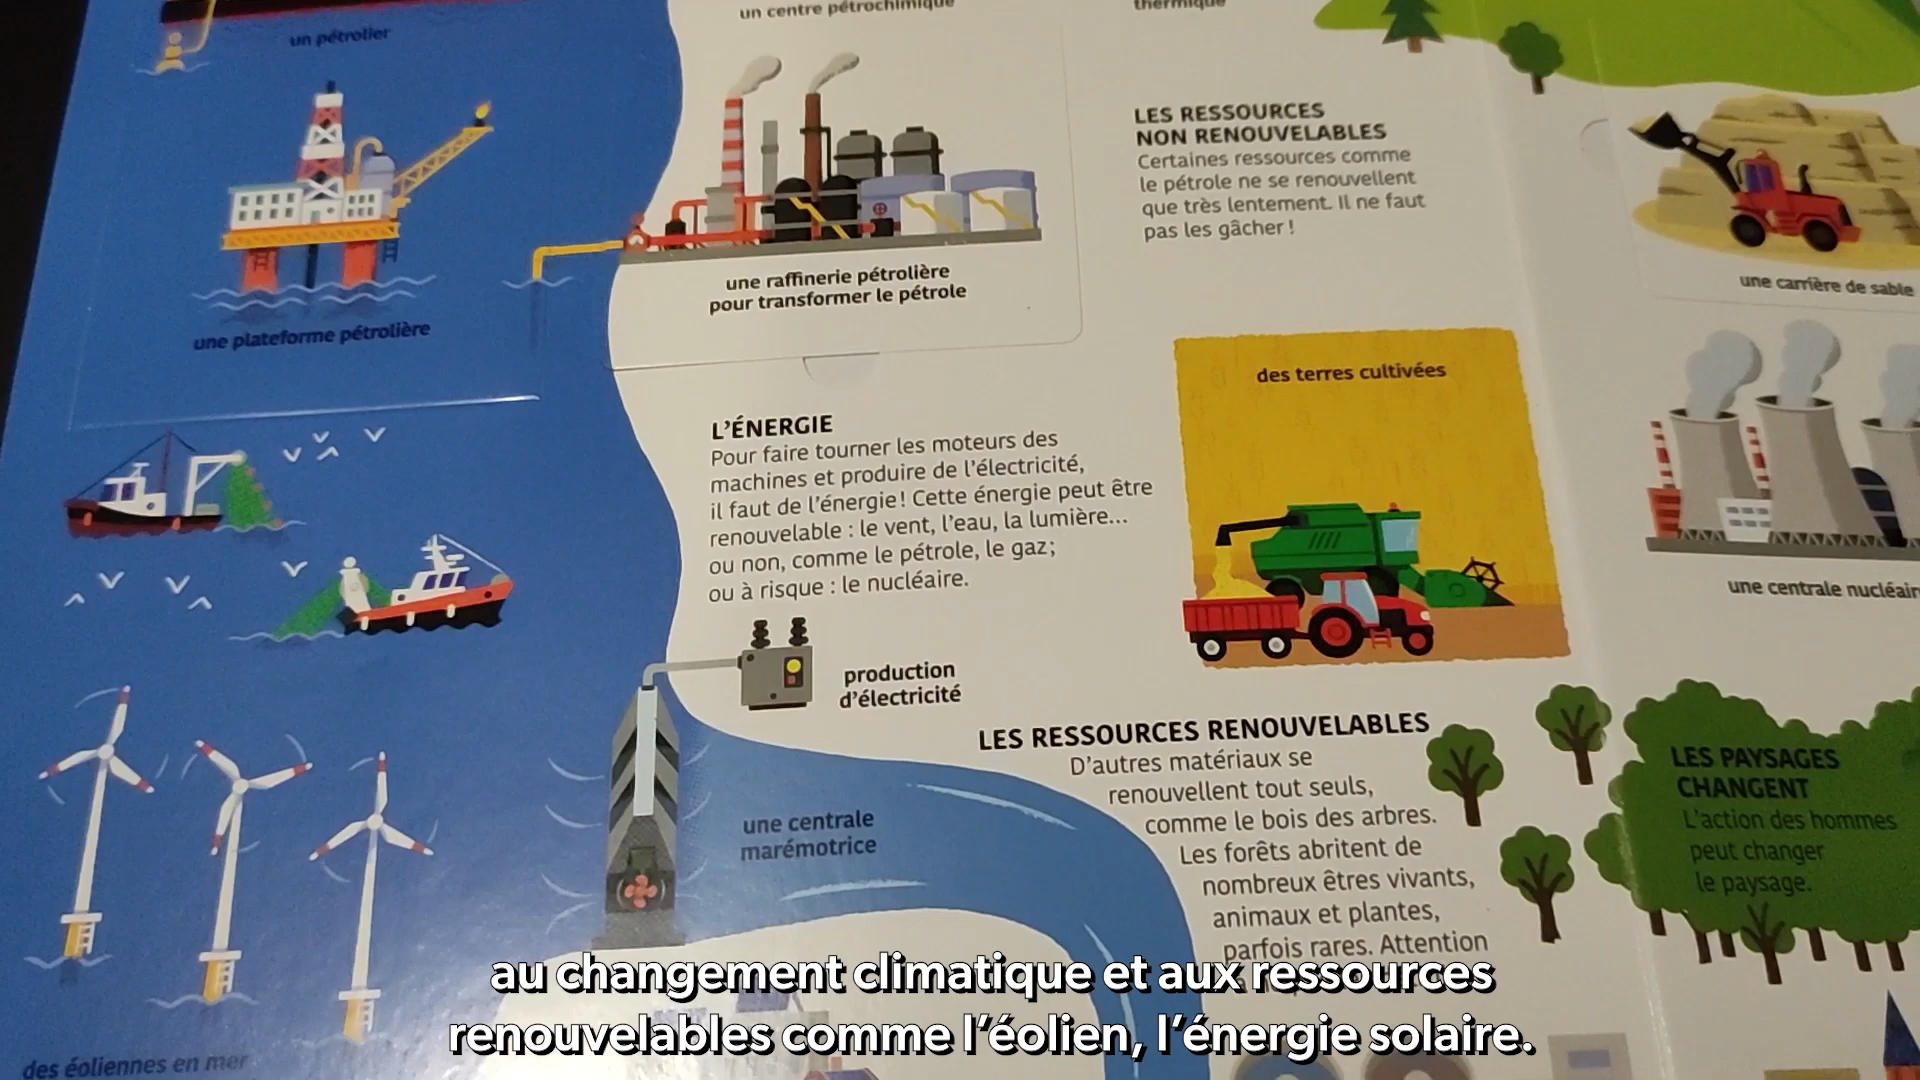 un pétrolier
un centre pétrochimique
thermique
une plateforme pétrolière
une raffinerie pétrolière
pour transformer le pétrole
LES RESSOURCES
NON RENOUVELABLES
Certaines ressources comme
le pétrole ne se renouvellent
que très lentement. Il ne faut
pas les gâcher !
une carrière de sable
des terres cultivées
L'ÉNERGIE
Pour faire tourner les moteurs des
machines et produire de l'électricité,
il faut de l'énergie ! Cette énergie peut être
renouvelable : le vent, l'eau, la lumière...
ou non, comme le pétrole, le gaz ;
ou à risque : le nucléaire.
une centrale nucléair
production
d'électricité
LES RESSOURCES RENOUVELABLES
D'autres matériaux se
renouvellent tout seuls,
comme le bois des arbres.
Les forêts abritent de
nombreux êtres vivants,
animaux et plantes,
parfois rares. Attention
une centrale
marémotrice
LES PAYSAGES
CHANGENT
L'action des hommes
peut changer
le paysage.
des éoliennes en mer
au changement climatique et aux ressources
renouvelables comme l'éolien, l'énergie solaire.